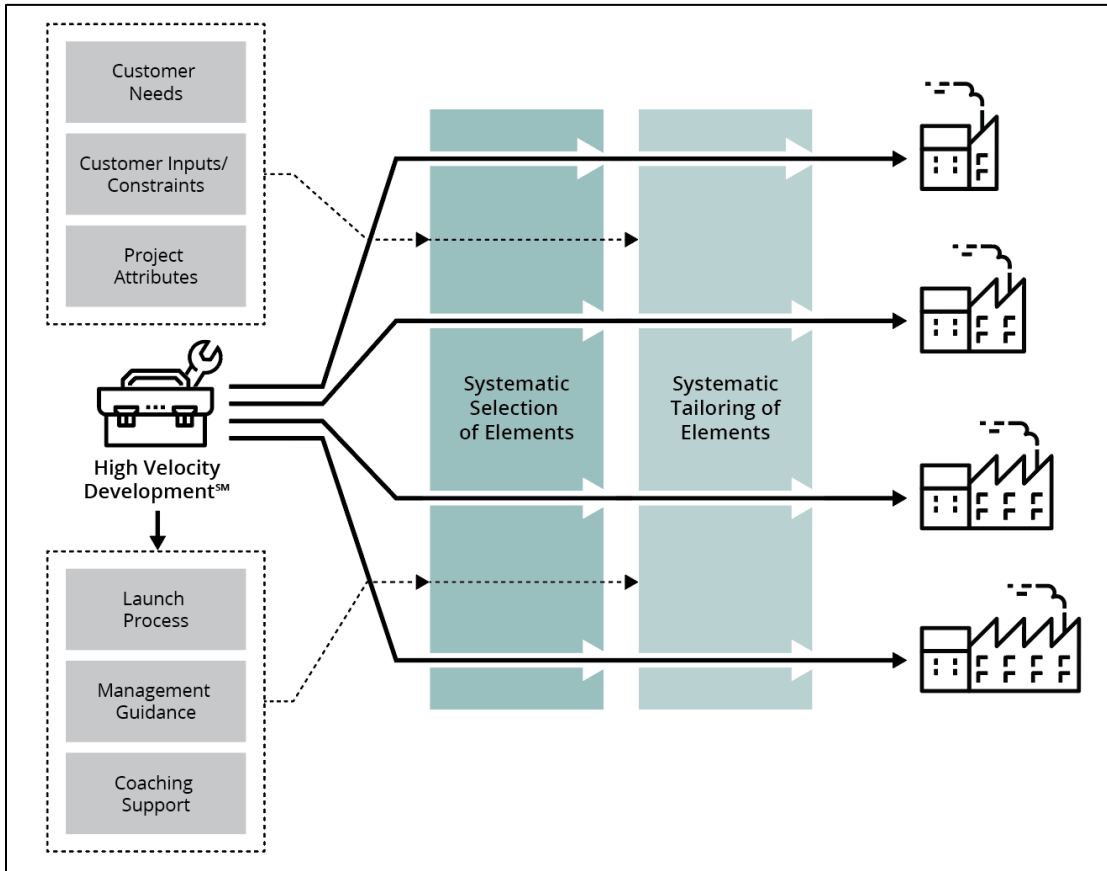 Customer
Needs
Customer Inputs/
Constraints
Project
Attributes
High Velocity
Development℠
Launch
Process
Management
Guidance
Coaching
Support
Systematic
Selection
of Elements
Systematic
Tailoring of
Elements